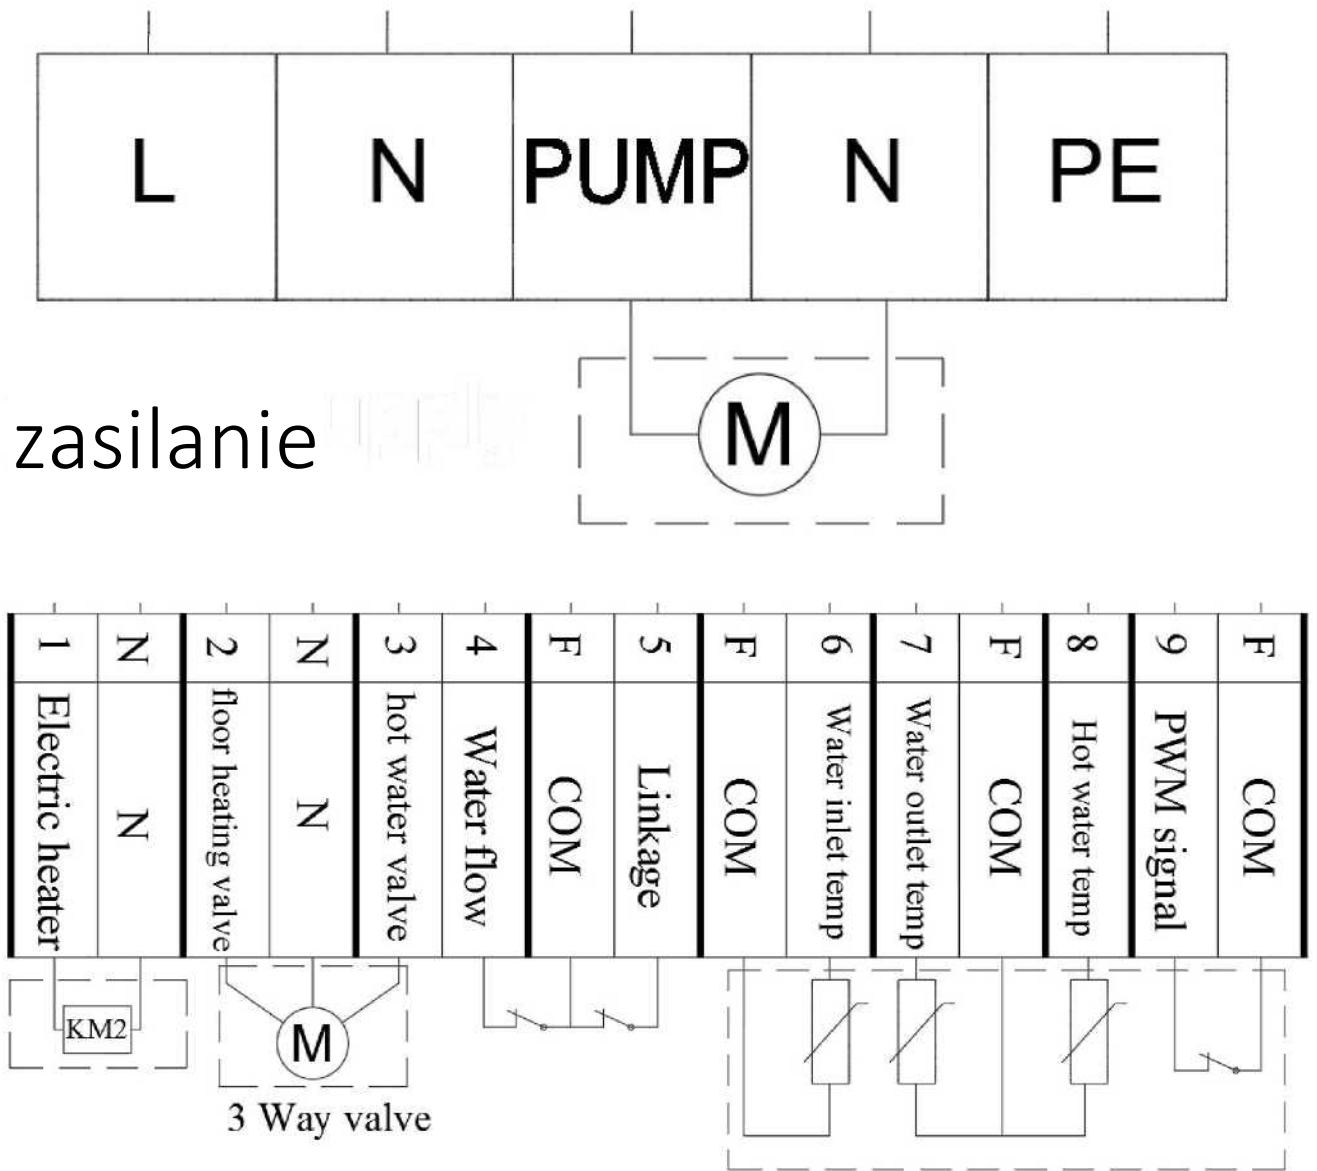 L N PUMP N PE
M
zasilanie
1 N 2 N 3 4 F 5 F 6 7 F 8 9 F
Electric heater
N
floor heating valve
N
hot water valve
Water flow
COM
Linkage
COM
Water inlet temp
Water outlet temp
COM
Hot water temp
PWM signal
COM
KM2
M
3 Way valve